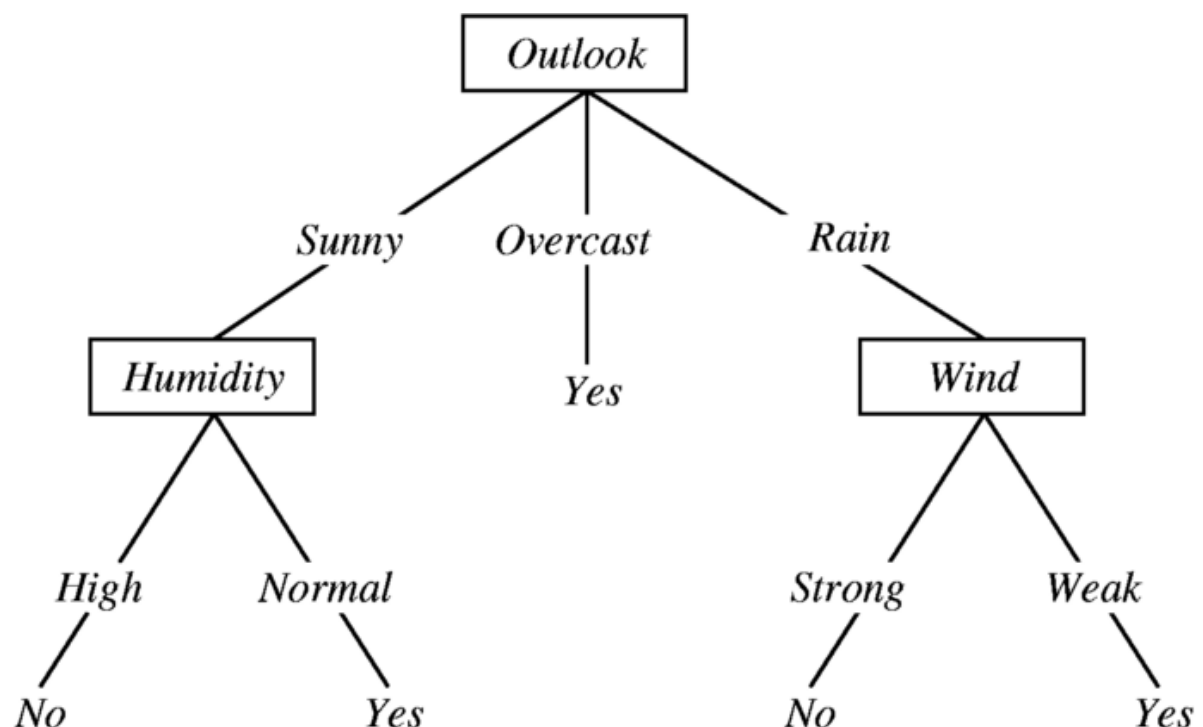 Outlook
Sunny Overcast Rain
Humidity Yes Wind
High Normal Strong Weak
No Yes No Yes